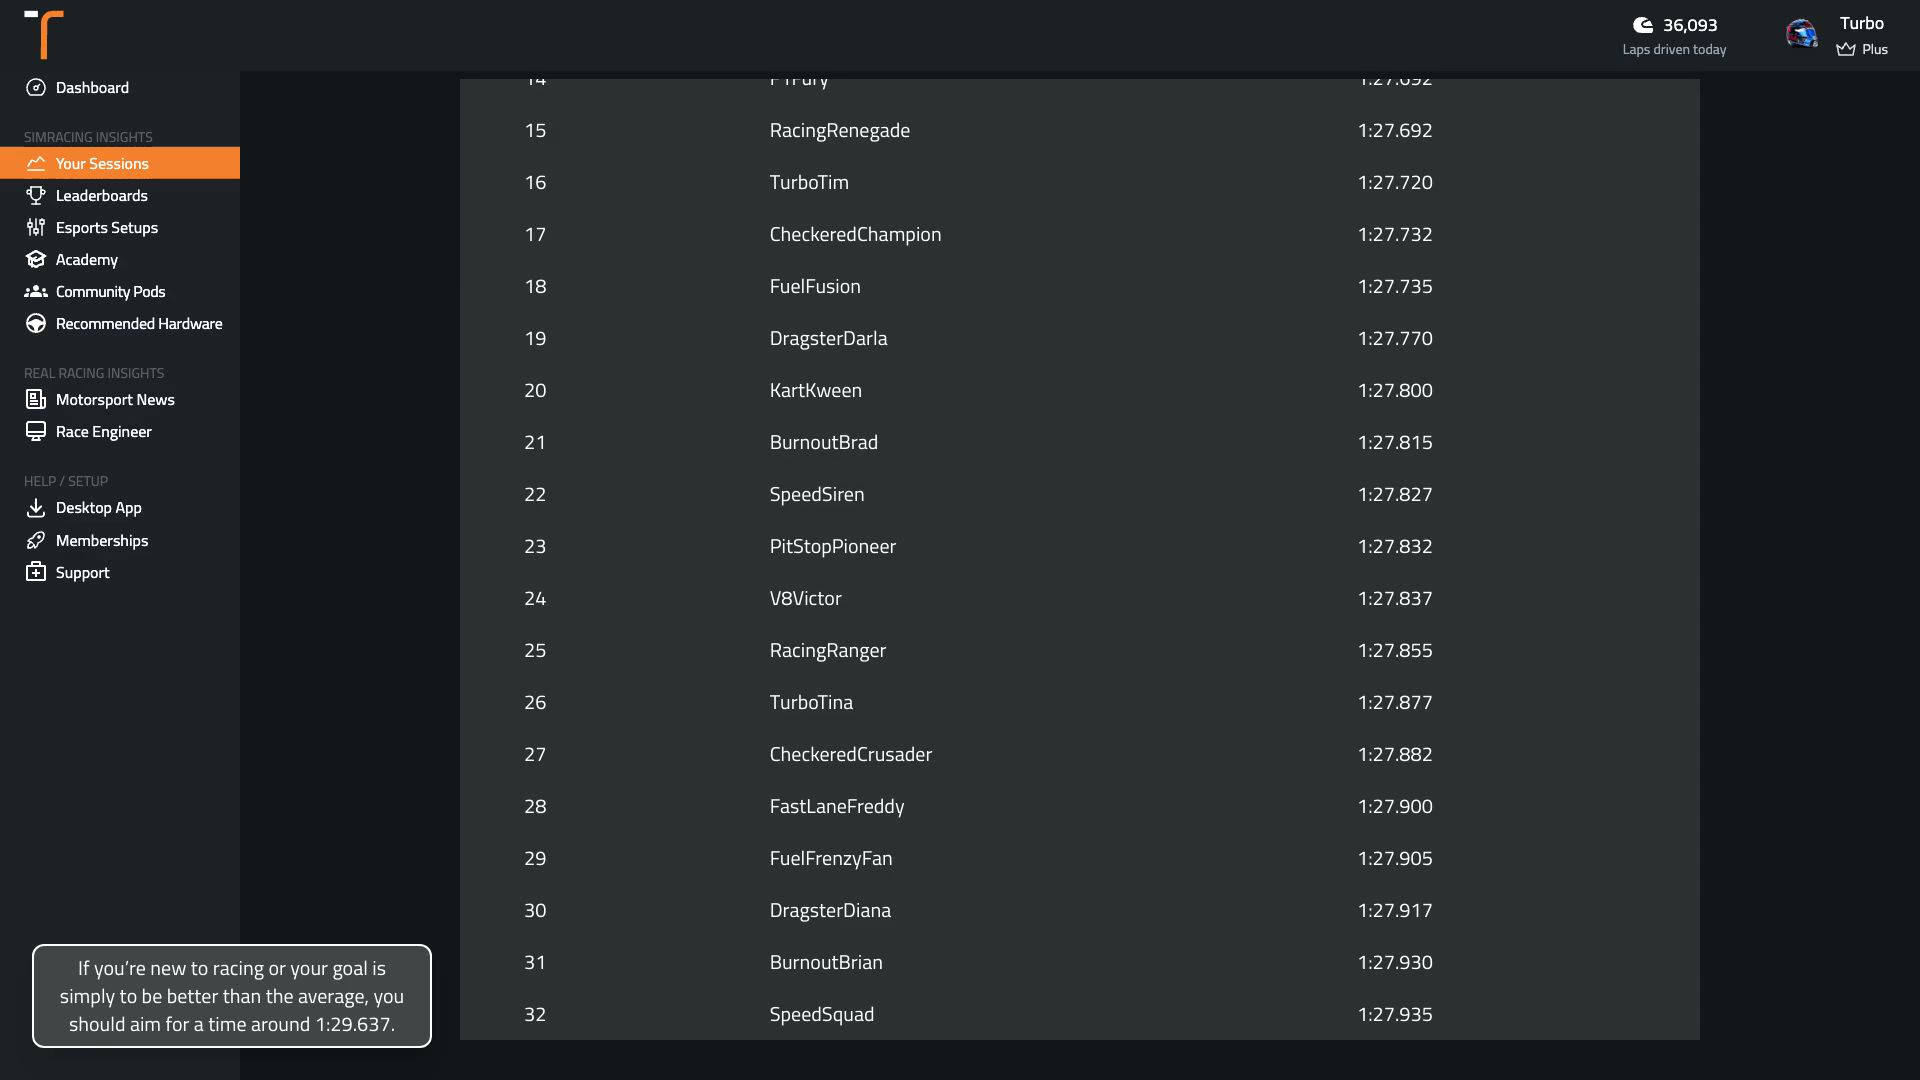 36,093
Laps driven today
Turbo
Plus
Dashboard
SIMRACING INSIGHTS
Your Sessions
Leaderboards
Esports Setups
Academy
Community Pods
Recommended Hardware
REAL RACING INSIGHTS
Motorsport News
Race Engineer
HELP / SETUP
Desktop App
Memberships
Support
14 F1Fury 1:27.692
15 RacingRenegade 1:27.692
16 TurboTim 1:27.720
17 CheckeredChampion 1:27.732
18 FuelFusion 1:27.735
19 DragsterDarla 1:27.770
20 KartKween 1:27.800
21 BurnoutBrad 1:27.815
22 SpeedSiren 1:27.827
23 PitStopPioneer 1:27.832
24 V8Victor 1:27.837
25 RacingRanger 1:27.855
26 TurboTina 1:27.877
27 CheckeredCrusader 1:27.882
28 FastLaneFreddy 1:27.900
29 FuelFrenzyFan 1:27.905
30 DragsterDiana 1:27.917
31 BurnoutBrian 1:27.930
32 SpeedSquad 1:27.935
If you’re new to racing or your goal is
simply to be better than the average, you
should aim for a time around 1:29.637.